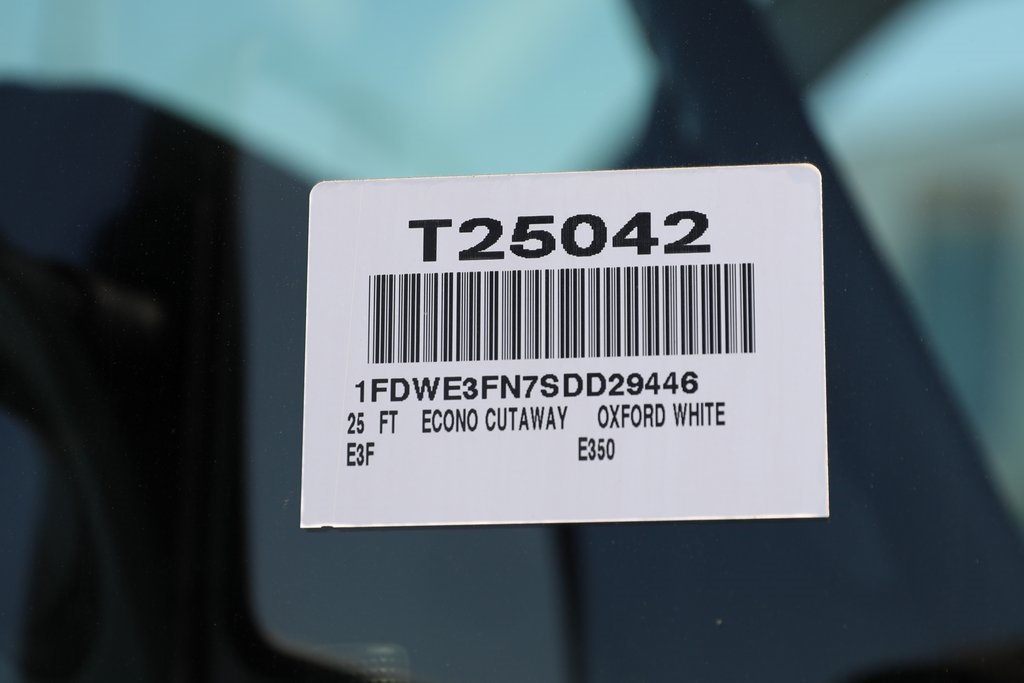 T25042
1FDWE3FN7SDD29446
25 FT ECONO CUTAWAY OXFORD WHITE
E3F E350